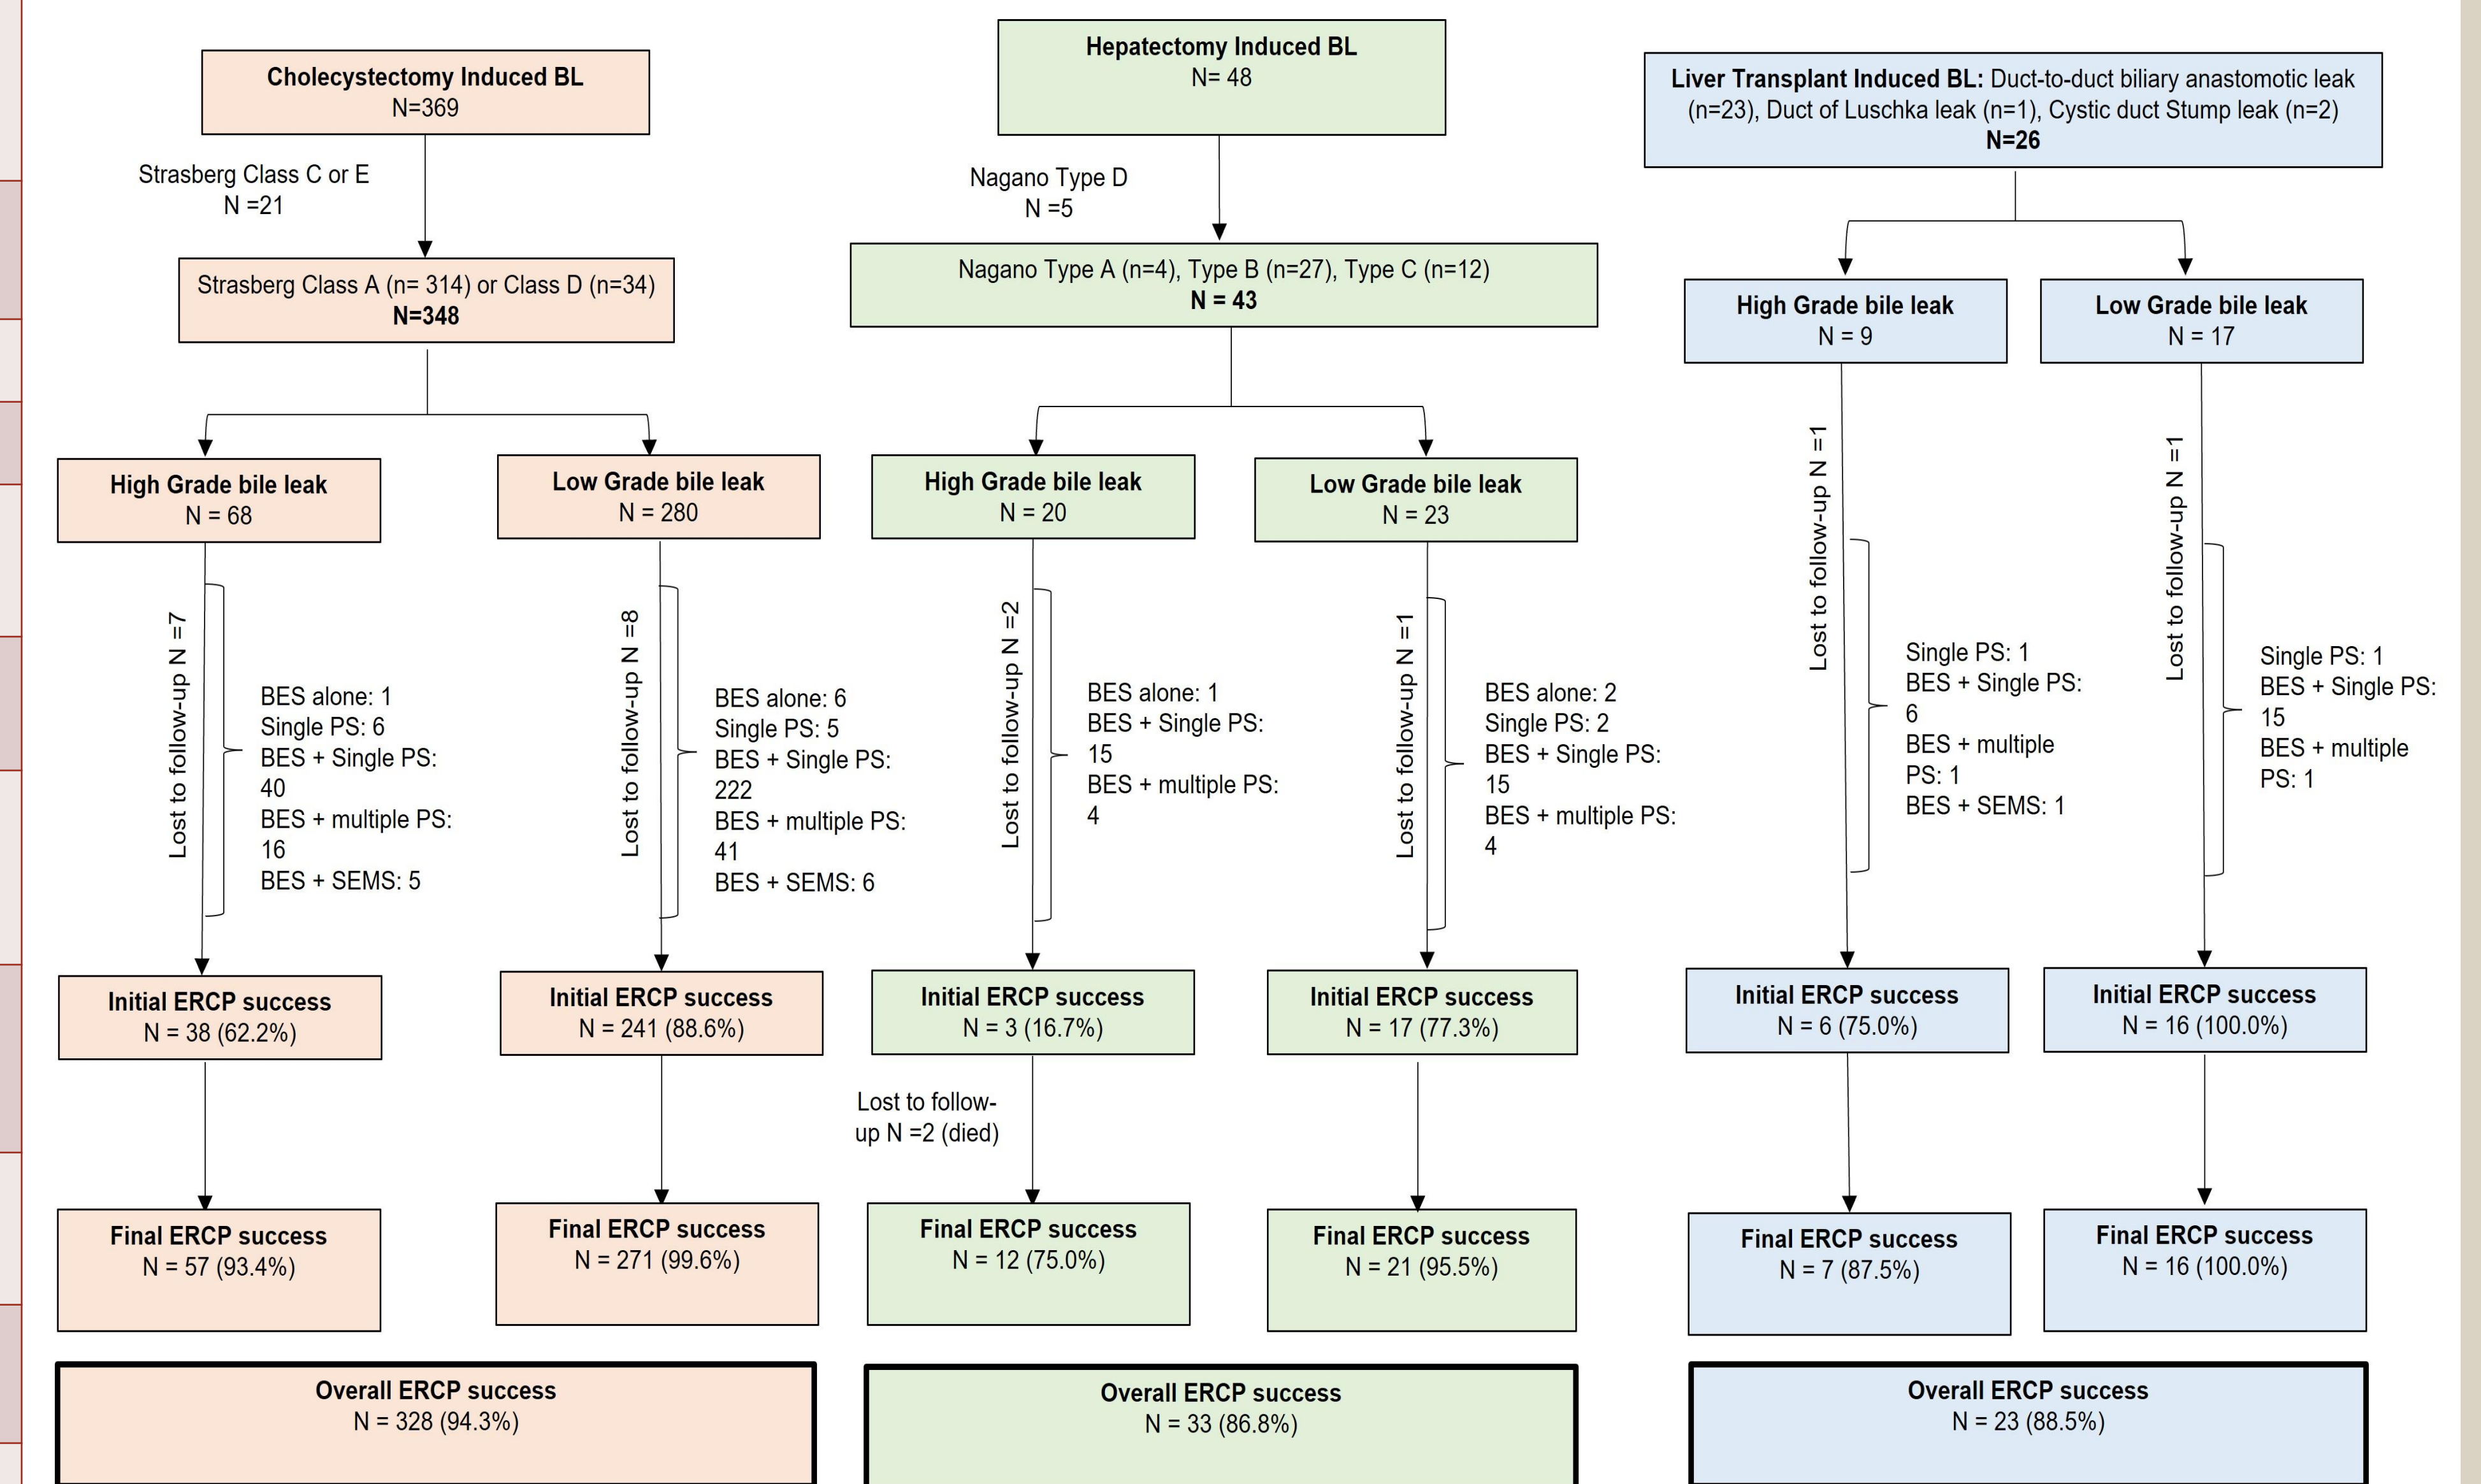 Cholecystectomy Induced BL
N=369
Strasberg Class C or E
N =21
Strasberg Class A (n= 314) or Class D (n=34)
N=348
High Grade bile leak
N = 68
Low Grade bile leak
N = 280
Lost to follow-up N =7
BES alone: 1
Single PS: 6
BES + Single PS:
40
BES + multiple PS:
16
BES + SEMS: 5
Lost to follow-up N =8
BES alone: 6
Single PS: 5
BES + Single PS:
222
BES + multiple PS:
41
BES + SEMS: 6
Initial ERCP success
N = 38 (62.2%)
Initial ERCP success
N = 241 (88.6%)
Final ERCP success
N = 57 (93.4%)
Final ERCP success
N = 271 (99.6%)
Overall ERCP success
N = 328 (94.3%)
Hepatectomy Induced BL
N= 48
Nagano Type D
N =5
Nagano Type A (n=4), Type B (n=27), Type C (n=12)
N = 43
High Grade bile leak
N = 20
Low Grade bile leak
N = 23
Lost to follow-up N =2
BES alone: 1
BES + Single PS:
15
BES + multiple PS:
4
Lost to follow-up N =1
BES alone: 2
Single PS: 2
BES + Single PS:
15
BES + multiple PS:
4
Initial ERCP success
N = 3 (16.7%)
Initial ERCP success
N = 17 (77.3%)
Lost to follow-
up N =2 (died)
Final ERCP success
N = 12 (75.0%)
Final ERCP success
N = 21 (95.5%)
Overall ERCP success
N = 33 (86.8%)
Liver Transplant Induced BL: Duct-to-duct biliary anastomotic leak
(n=23), Duct of Luschka leak (n=1), Cystic duct Stump leak (n=2)
N=26
High Grade bile leak
N = 9
Low Grade bile leak
N = 17
Lost to follow-up N =1
Single PS: 1
BES + Single PS:
6
BES + multiple
PS: 1
BES + SEMS: 1
Lost to follow-up N =1
Single PS: 1
BES + Single PS:
15
BES + multiple
PS: 1
Initial ERCP success
N = 6 (75.0%)
Initial ERCP success
N = 16 (100.0%)
Final ERCP success
N = 7 (87.5%)
Final ERCP success
N = 16 (100.0%)
Overall ERCP success
N = 23 (88.5%)